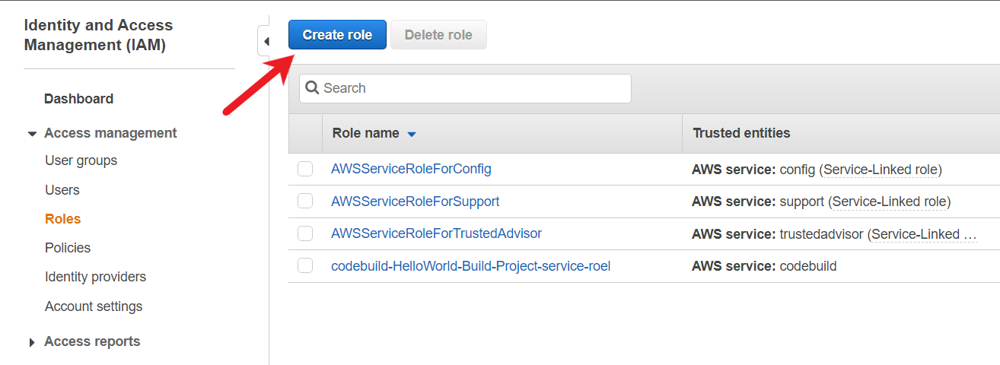 Identity and Access
Management (IAM)
Dashboard
Access management
User groups
Users
Roles
Policies
Identity providers
Account settings
Access reports
Create role
Delete role
Search
Role name
Trusted entities
AWSServiceRoleForConfig
AWS service: config (Service-Linked role)
AWSServiceRoleForSupport
AWS service: support (Service-Linked role)
AWSServiceRoleForTrustedAdvisor
AWS service: trustedadvisor (Service-Linked …
codebuild-HelloWorld-Build-Project-service-roel
AWS service: codebuild